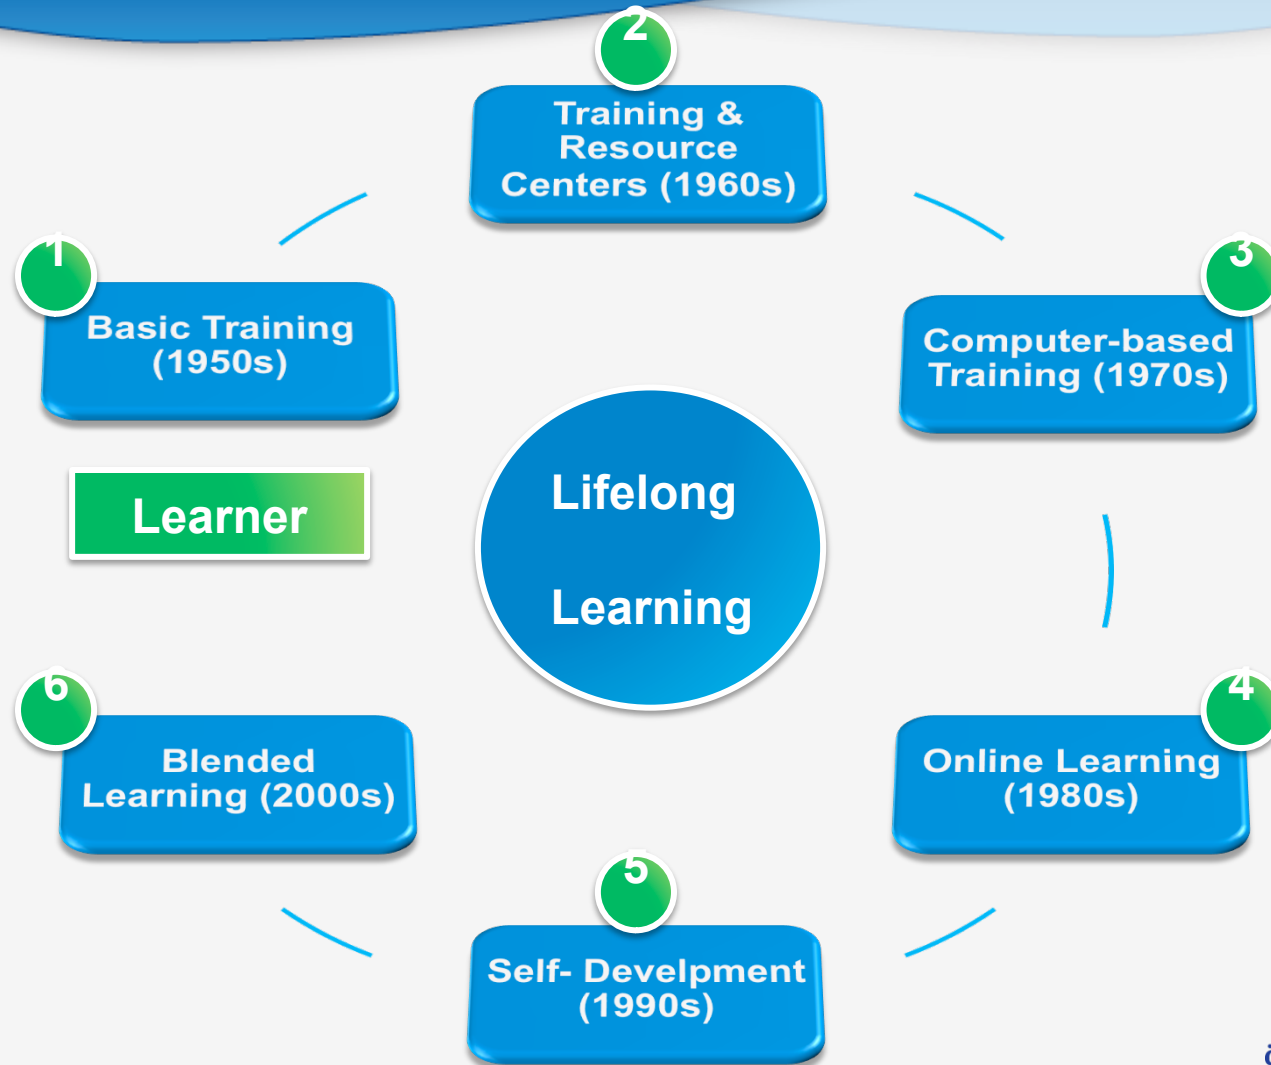 1
Basic Training
(1950s)
2
Training &
Resource
Centers (1960s)
3
Computer-based
Training (1970s)
4
Online Learning
(1980s)
5
Self- Develpment
(1990s)
6
Blended
Learning (2000s)
Learner
Lifelong
Learning